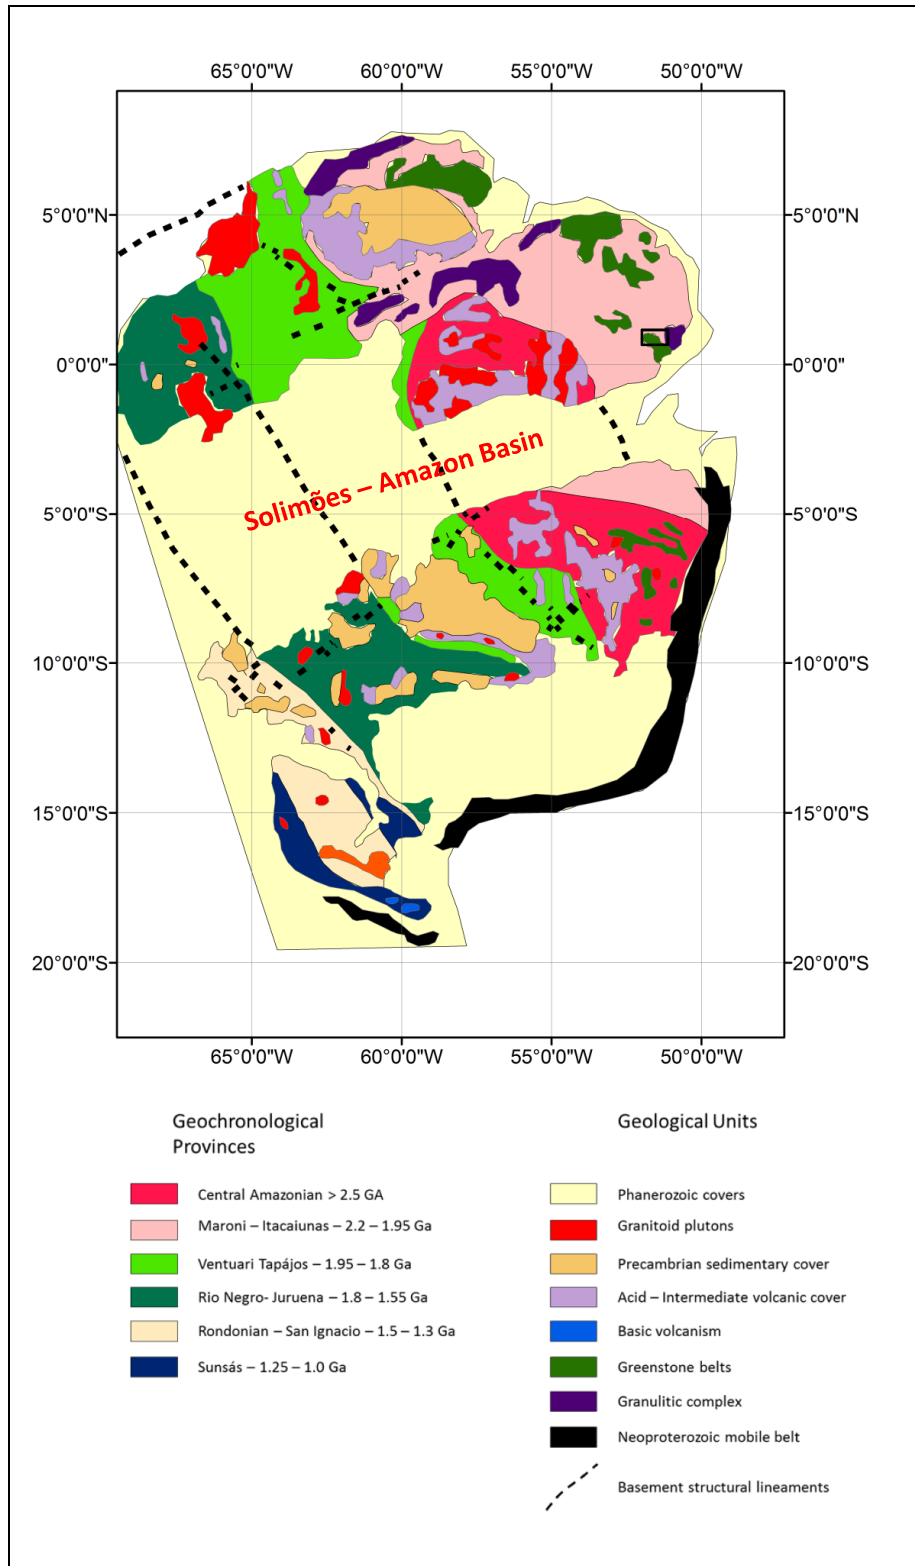 65°0'0"W 60°0'0"W 55°0'0"W 50°0'0"W
5°0'0"N 5°0'0"N
0°0'0" 0°0'0"
Solimões – Amazon Basin
5°0'0"S 5°0'0"S
10°0'0"S 10°0'0"S
15°0'0"S 15°0'0"S
20°0'0"S 20°0'0"S
65°0'0"W 60°0'0"W 55°0'0"W 50°0'0"W
Geochronological
Provinces
Central Amazonian > 2.5 GA
Maroni – Itacaiunas – 2.2 – 1.95 Ga
Ventuari Tapájos – 1.95 – 1.8 Ga
Rio Negro- Juruena – 1.8 – 1.55 Ga
Rondonian – San Ignacio – 1.5 – 1.3 Ga
Sunsás – 1.25 – 1.0 Ga
Geological Units
Phanerozoic covers
Granitoid plutons
Precambrian sedimentary cover
Acid – Intermediate volcanic cover
Basic volcanism
Greenstone belts
Granulitic complex
Neoproterozoic mobile belt
Basement structural lineaments